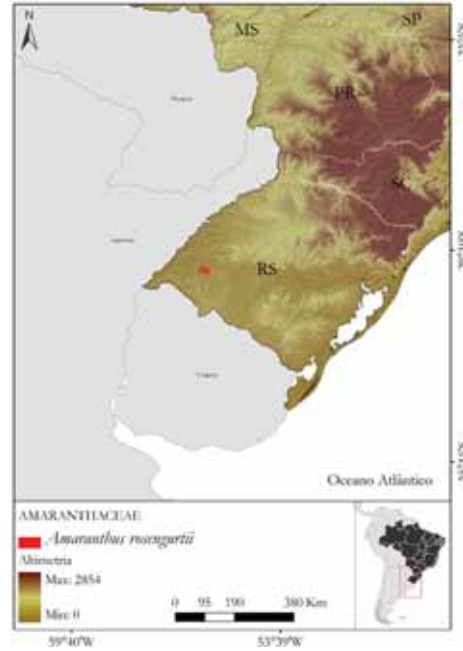 N
MS
SP
PR
SC
RS
Oceano Atlântico
AMARANTHACEAE
Amaranthus rosengurtii
Altimetria
Max: 2854
Min: 0
0 95 190 380 Km
59°40'W 53°39'W